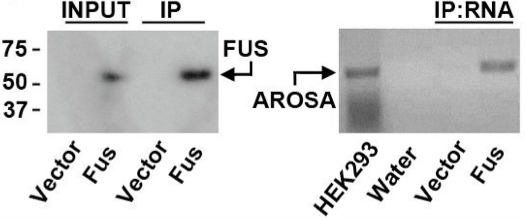 INPUT IP
75 -
50 -
37 -
FUS
Vector Fus Vector Fus
IP:RNA
AROSA
HEK293 Water Vector Fus